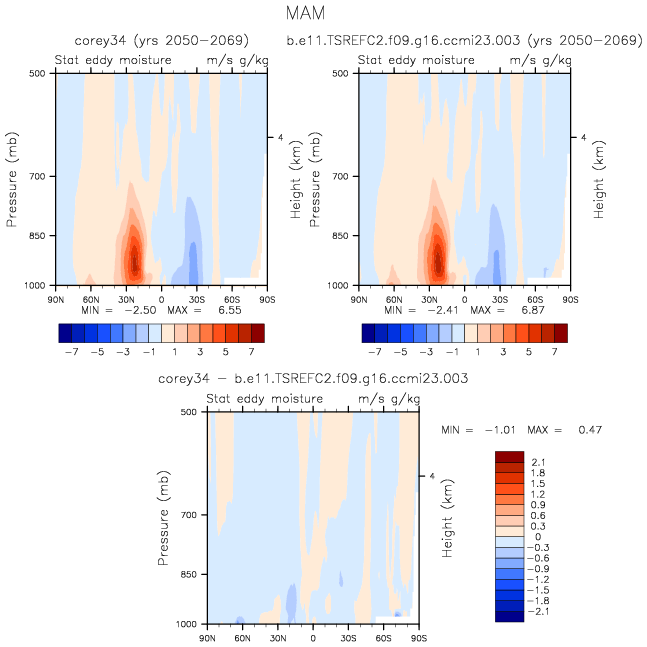 MAM
corey34 (yrs 2050-2069)
b.e11.TSREFC2.f09.g16.ccmi23.003 (yrs 2050-2069)
Stat eddy moisture m/s g/kg
Stat eddy moisture m/s g/kg
500
700
850
1000
Pressure (mb)
4
Height (km)
90N 60N 30N 0 30S 60S 90S
MIN = -2.50 MAX = 6.55
-7 -5 -3 -1 1 3 5 7
500
700
850
1000
Pressure (mb)
4
Height (km)
90N 60N 30N 0 30S 60S 90S
MIN = -2.41 MAX = 6.87
-7 -5 -3 -1 1 3 5 7
corey34 - b.e11.TSREFC2.f09.g16.ccmi23.003
Stat eddy moisture m/s g/kg
500
700
850
1000
Pressure (mb)
4
Height (km)
90N 60N 30N 0 30S 60S 90S
MIN = -1.01 MAX = 0.47
2.1
1.8
1.5
1.2
0.9
0.6
0.3
0
-0.3
-0.6
-0.9
-1.2
-1.5
-1.8
-2.1